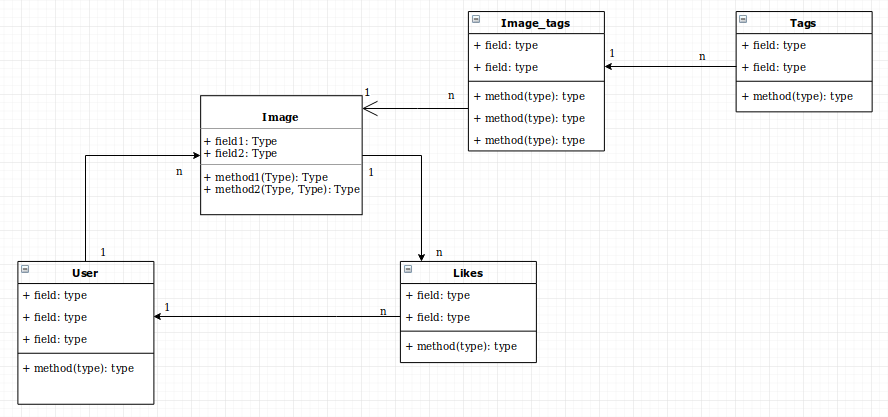 Image_tags
+ field: type
+ field: type
+ method(type): type
+ method(type): type
+ method(type): type
Tags
+ field: type
+ field: type
+ method(type): type
1
n
1
n
Image
+ field1: Type
+ field2: Type
+ method1(Type): Type
+ method2(Type, Type): Type
n
1
1
n
User
+ field: type
+ field: type
+ field: type
+ method(type): type
1
n
Likes
+ field: type
+ field: type
+ method(type): type